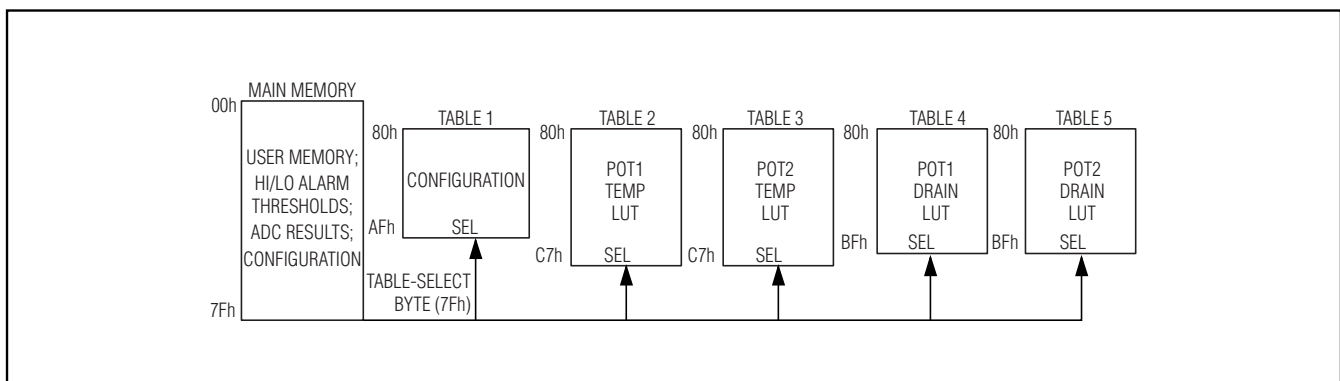 MAIN MEMORY
00h
USER MEMORY;
HI/LO ALARM
THRESHOLDS;
ADC RESULTS;
CONFIGURATION
7Fh
TABLE-SELECT
BYTE (7Fh)
TABLE 1
80h
CONFIGURATION
AFh
SEL
TABLE 2
80h
POT1
TEMP
LUT
C7h
SEL
TABLE 3
80h
POT2
TEMP
LUT
C7h
SEL
TABLE 4
80h
POT1
DRAIN
LUT
BFh
SEL
TABLE 5
80h
POT2
DRAIN
LUT
BFh
SEL